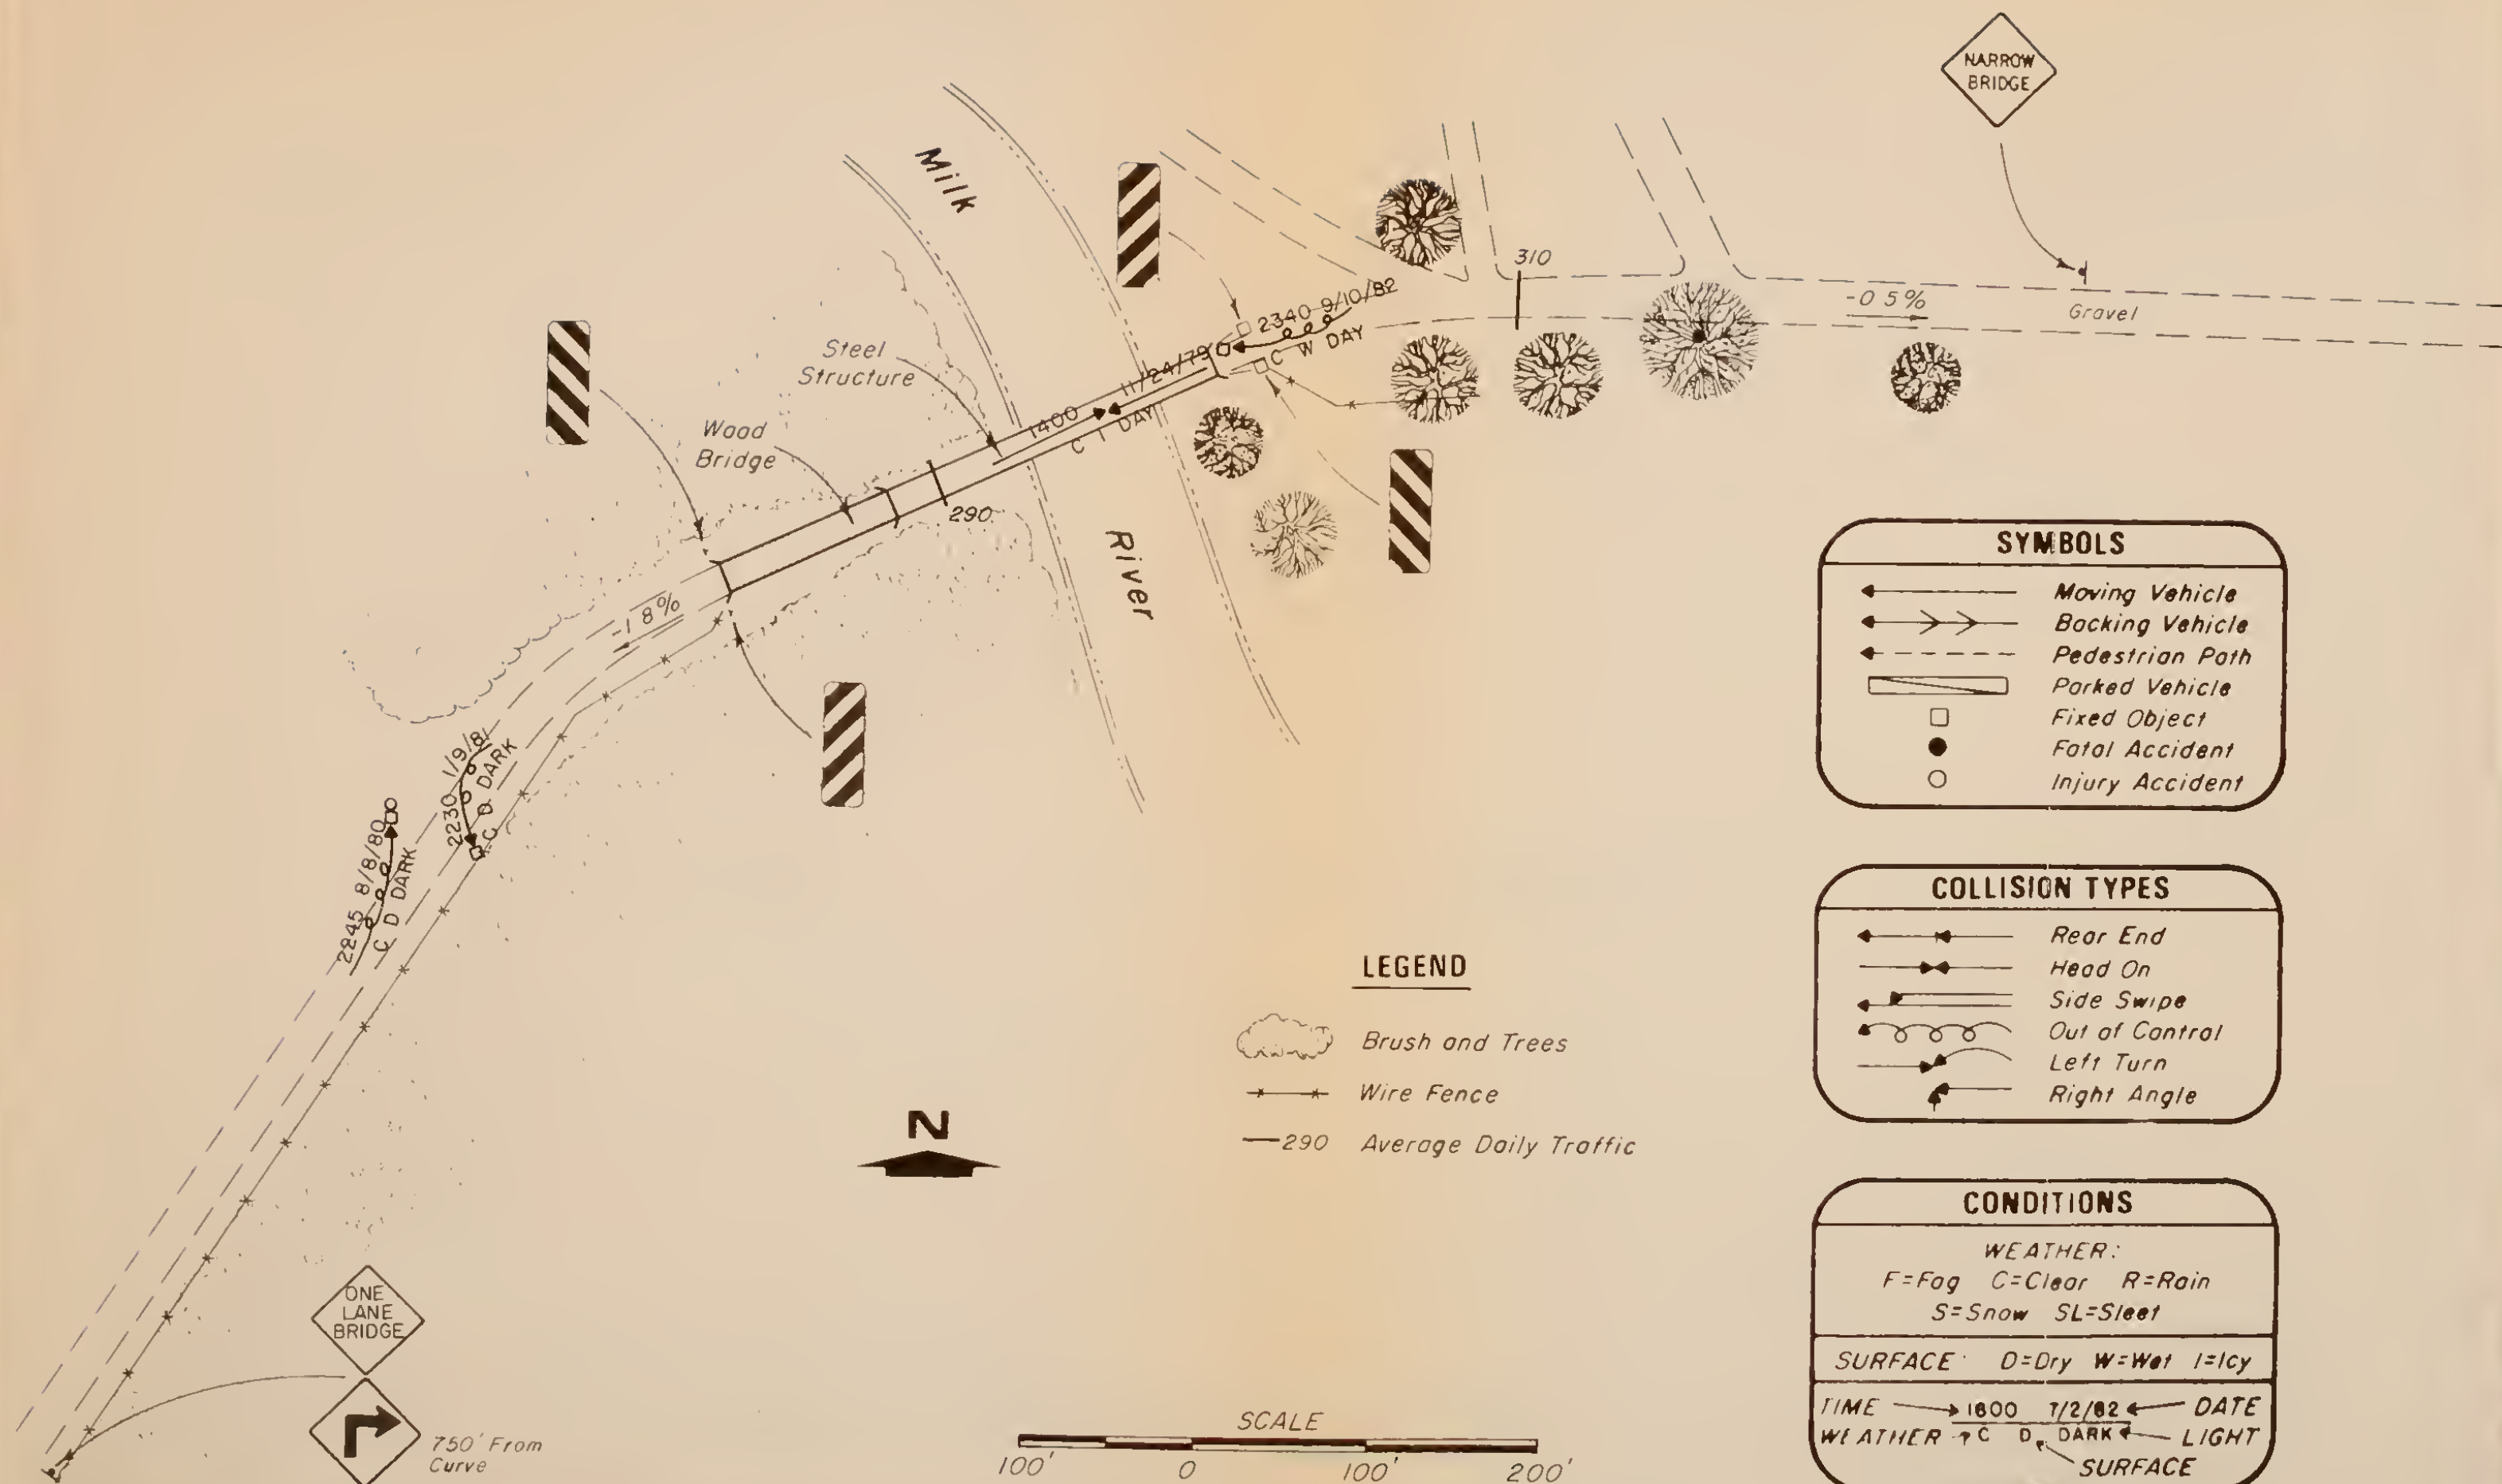 NARROW
BRIDGE
Milk
310
-0.5%
Gravel
2340 9/10/82
C W DAY
Steel
Structure
1400 11/24/79
C I DAY
Wood
Bridge
290
River
-1.8%
2230 1/9/81
C D DARK
2245 8/8/80
C D DARK
SYMBOLS
Moving Vehicle
Backing Vehicle
Pedestrian Path
Parked Vehicle
Fixed Object
Fatal Accident
Injury Accident
COLLISION TYPES
Rear End
Head On
Side Swipe
Out of Control
Left Turn
Right Angle
LEGEND
Brush and Trees
Wire Fence
290 Average Daily Traffic
N
CONDITIONS
WEATHER:
F=Fog C=Clear R=Rain
S=Snow SL=Sleet
SURFACE: D=Dry W=Wet I=Icy
TIME 1800 7/2/82 DATE
WEATHER C D DARK LIGHT
SURFACE
ONE
LANE
BRIDGE
750' From
Curve
SCALE
100' 0 100' 200'